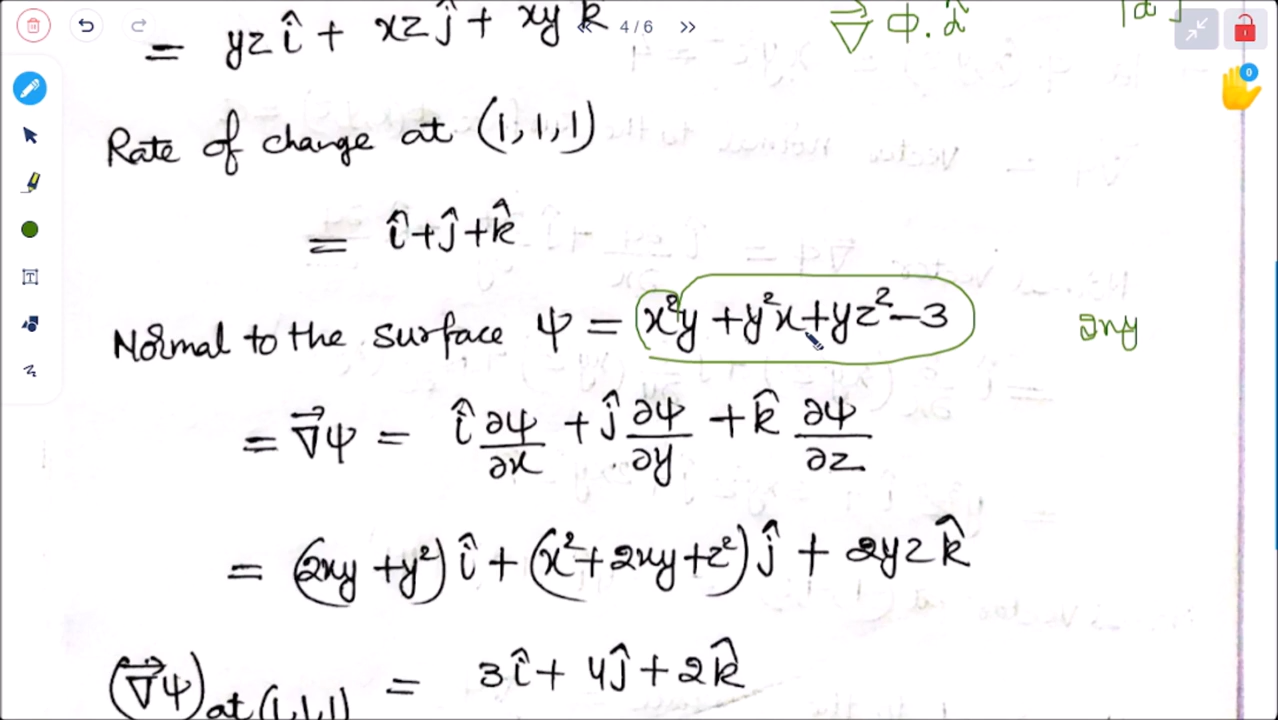 = yz î + xz ĵ + xy k̂
4/6
∇⃗ Φ. d̂
0
Rate of change at (1,1,1)
= î+ĵ+k̂
Normal to the surface ψ = x²y + y²x + yz² – 3
2xy
= ∇⃗ψ = î ∂ψ/∂x + ĵ ∂ψ/∂y + k̂ ∂ψ/∂z
= (2xy + y²) î + (x² + 2xy + z²) ĵ + 2yz k̂
(∇⃗ψ) at (1,1,1) = 3î + 4ĵ + 2k̂